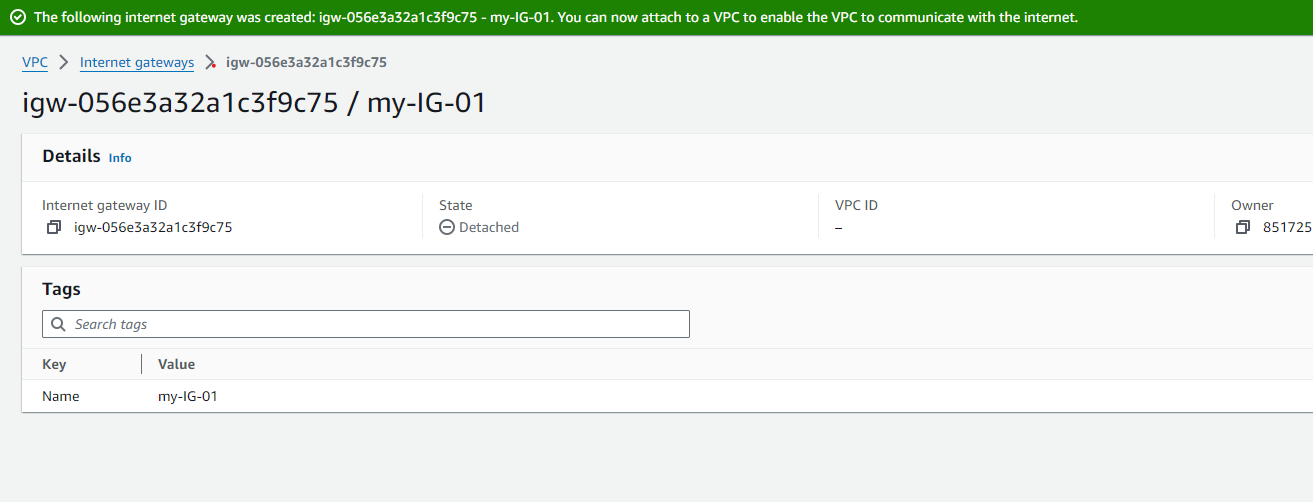 The following internet gateway was created: igw-056e3a32a1c3f9c75 - my-IG-01. You can now attach to a VPC to enable the VPC to communicate with the internet.
VPC > Internet gateways > igw-056e3a32a1c3f9c75
igw-056e3a32a1c3f9c75 / my-IG-01
Details Info
Internet gateway ID State VPC ID Owner
igw-056e3a32a1c3f9c75 Detached – 851725
Tags
Search tags
Key Value
Name my-IG-01